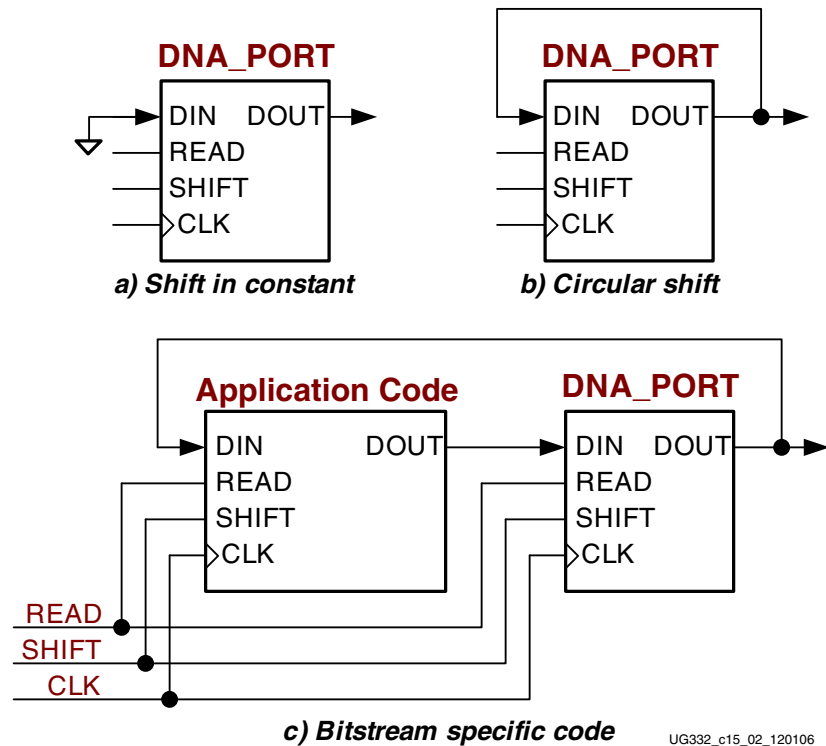 DNA_PORT
DIN DOUT
READ
SHIFT
CLK
a) Shift in constant
DNA_PORT
DIN DOUT
READ
SHIFT
CLK
b) Circular shift
Application Code
DIN DOUT
READ
SHIFT
CLK
DNA_PORT
DIN DOUT
READ
SHIFT
CLK
READ
SHIFT
CLK
c) Bitstream specific code
UG332_c15_02_120106